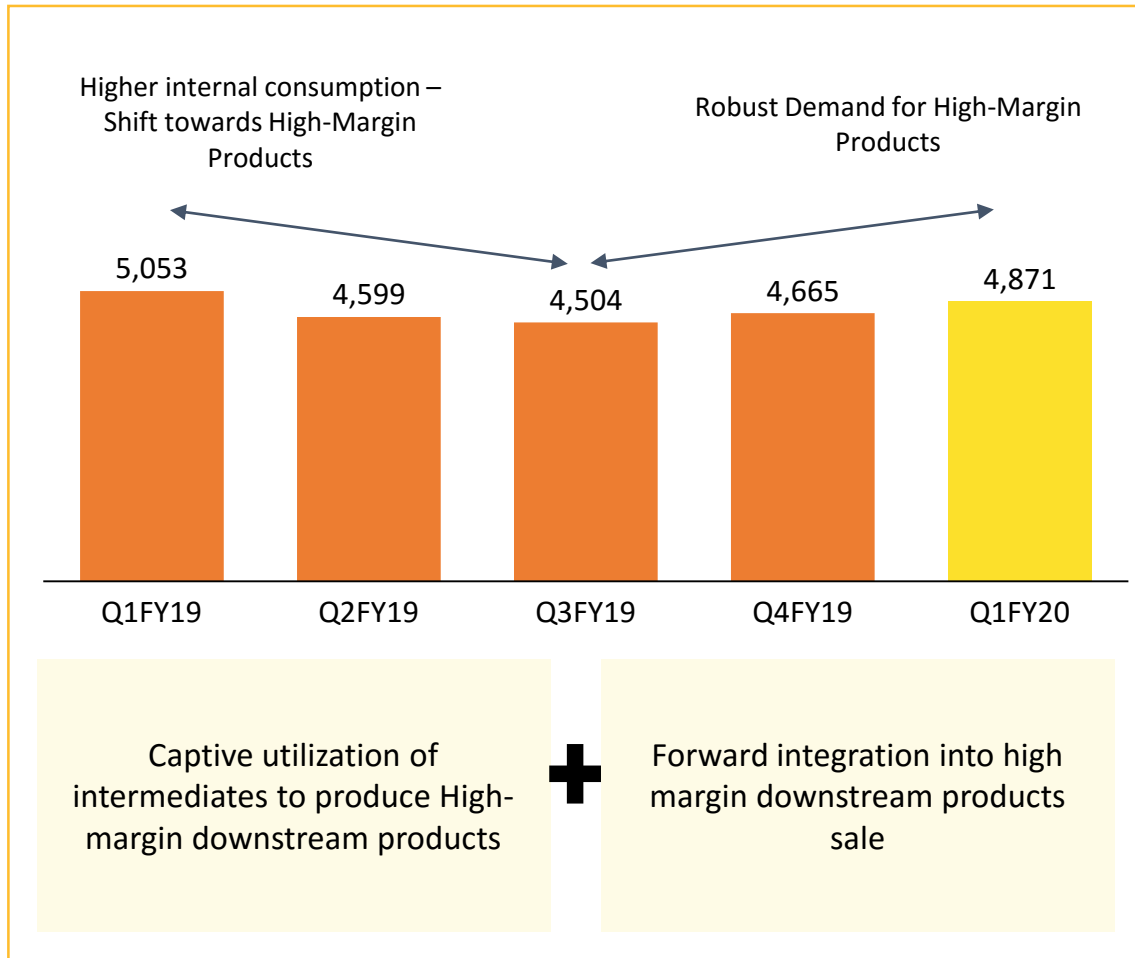 Higher internal consumption –
Shift towards High-Margin
Products
Robust Demand for High-Margin
Products
5,053
4,599
4,504
4,665
4,871
Q1FY19
Q2FY19
Q3FY19
Q4FY19
Q1FY20
Captive utilization of
intermediates to produce High-
margin downstream products
Forward integration into high
margin downstream products
sale